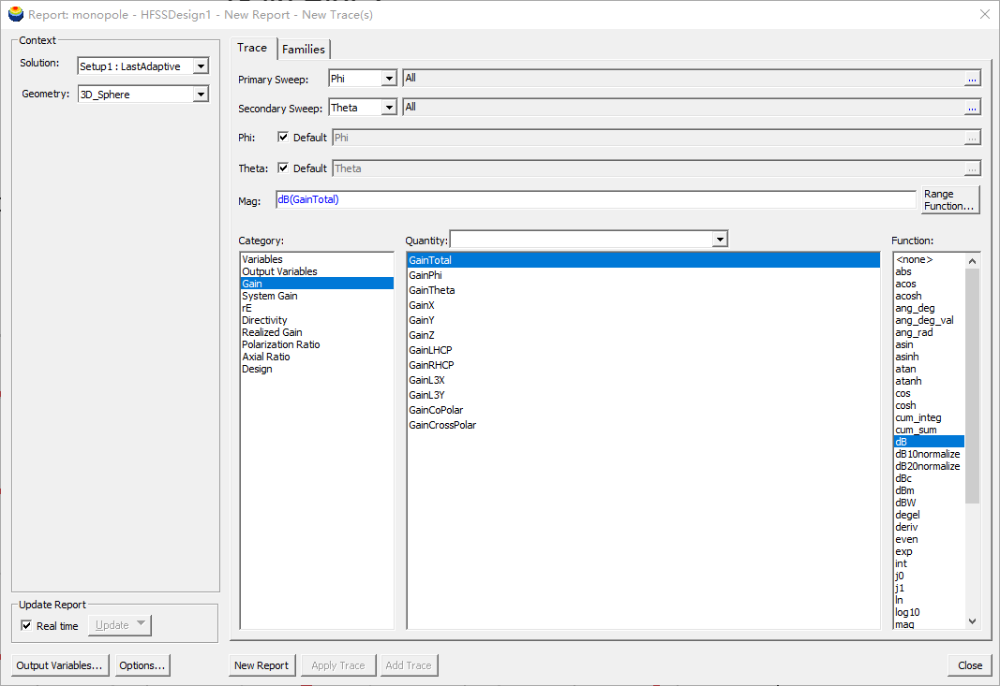 Report: monopole - HFSSDesign1 - New Report - New Trace(s)
Context
Solution: Setup1 : LastAdaptive
Geometry: 3D_Sphere
Trace Families
Primary Sweep: Phi All ...
Secondary Sweep: Theta All ...
Phi: Default Phi ...
Theta: Default Theta ...
Mag: dB(GainTotal) Range Function...
Category:
Variables
Output Variables
Gain
System Gain
rE
Directivity
Realized Gain
Polarization Ratio
Axial Ratio
Design
Quantity:
GainTotal
GainPhi
GainTheta
GainX
GainY
GainZ
GainLHCP
GainRHCP
GainL3X
GainL3Y
GainCoPolar
GainCrossPolar
Function:
<none>
abs
acos
acosh
ang_deg
ang_deg_val
ang_rad
asin
asinh
atan
atanh
cos
cosh
cum_integ
cum_sum
dB
dB10normalize
dB20normalize
dBc
dBm
dBW
degel
deriv
even
exp
int
j0
j1
ln
log10
mag
Update Report
Real time Update
Output Variables... Options... New Report Apply Trace Add Trace Close